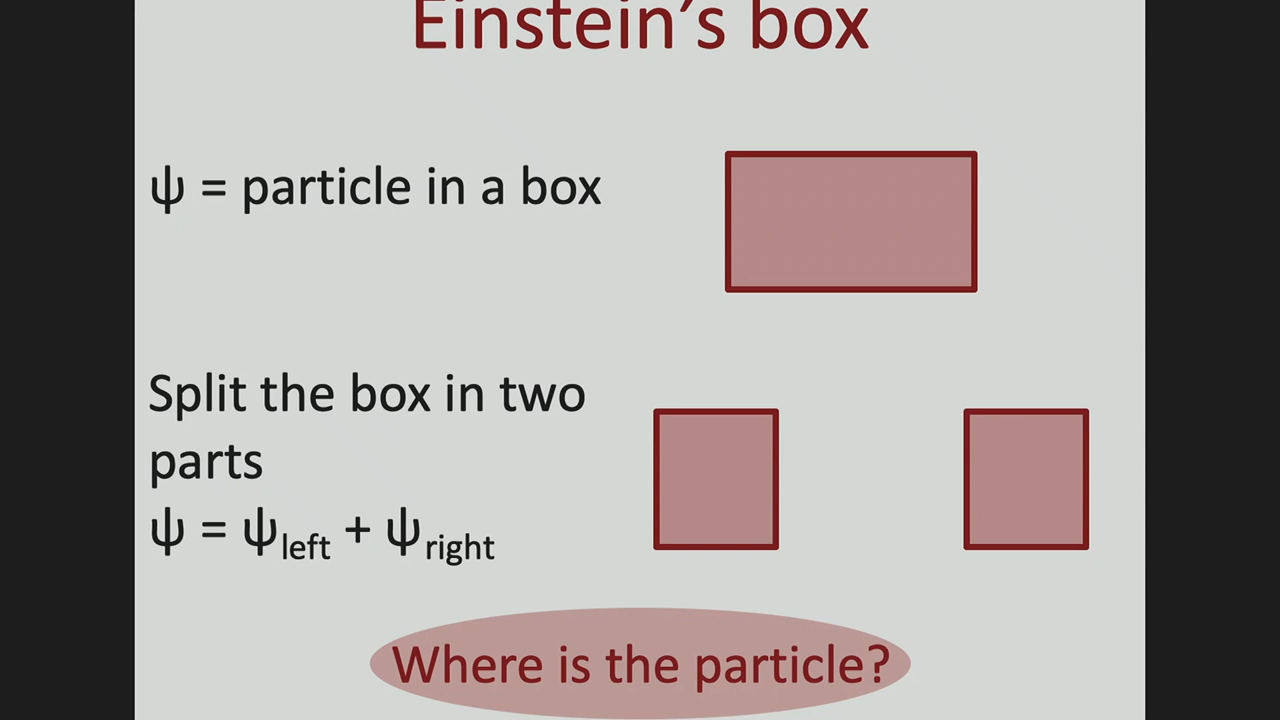 Einstein’s box
ψ = particle in a box
Split the box in two
parts
ψ = ψleft + ψright
Where is the particle?